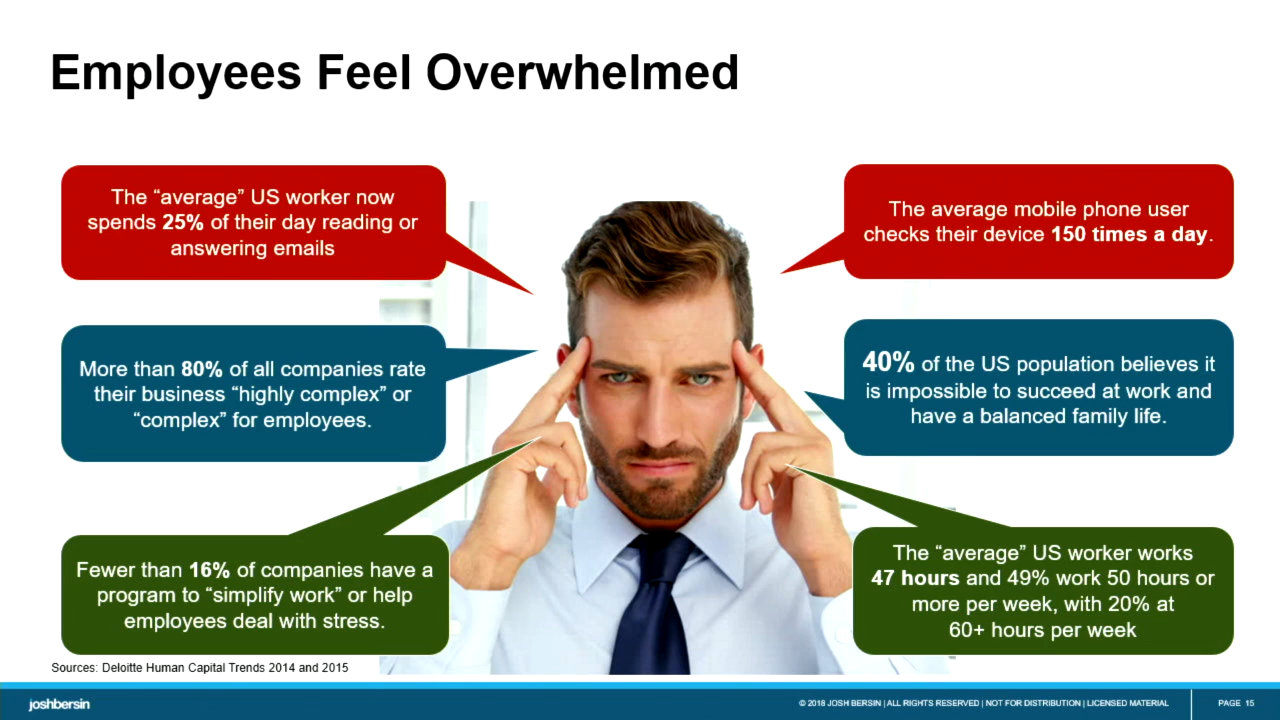 Employees Feel Overwhelmed
The “average” US worker now
spends 25% of their day reading or
answering emails
The average mobile phone user
checks their device 150 times a day.
More than 80% of all companies rate
their business “highly complex” or
“complex” for employees.
40% of the US population believes it
is impossible to succeed at work and
have a balanced family life.
Fewer than 16% of companies have a
program to “simplify work” or help
employees deal with stress.
The “average” US worker works
47 hours and 49% work 50 hours or
more per week, with 20% at
60+ hours per week
Sources: Deloitte Human Capital Trends 2014 and 2015
joshbersin
© 2018 JOSH BERSIN | ALL RIGHTS RESERVED | NOT FOR DISTRIBUTION | LICENSED MATERIAL
PAGE 15